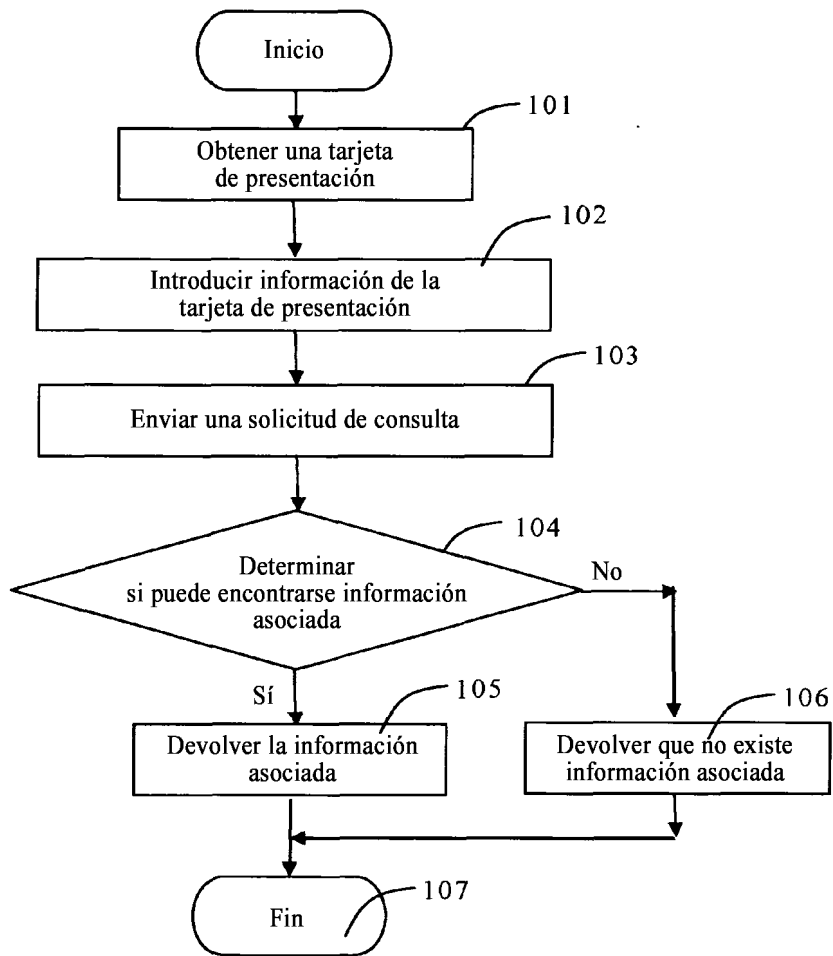 Inicio
101
Obtener una tarjeta
de presentación
102
Introducir información de la
tarjeta de presentación
103
Enviar una solicitud de consulta
104
Determinar
si puede encontrarse información
asociada
No
Sí
105
Devolver la información
asociada
106
Devolver que no existe
información asociada
107
Fin